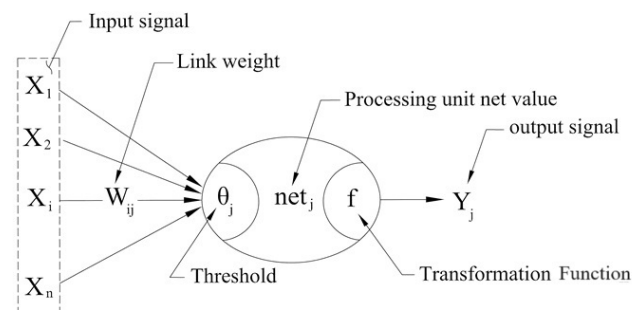 Input signal
Link weight
X1
Processing unit net value
output signal
X2
Xi
Wij
θj
netj
f
Yj
Threshold
Transformation Function
Xn